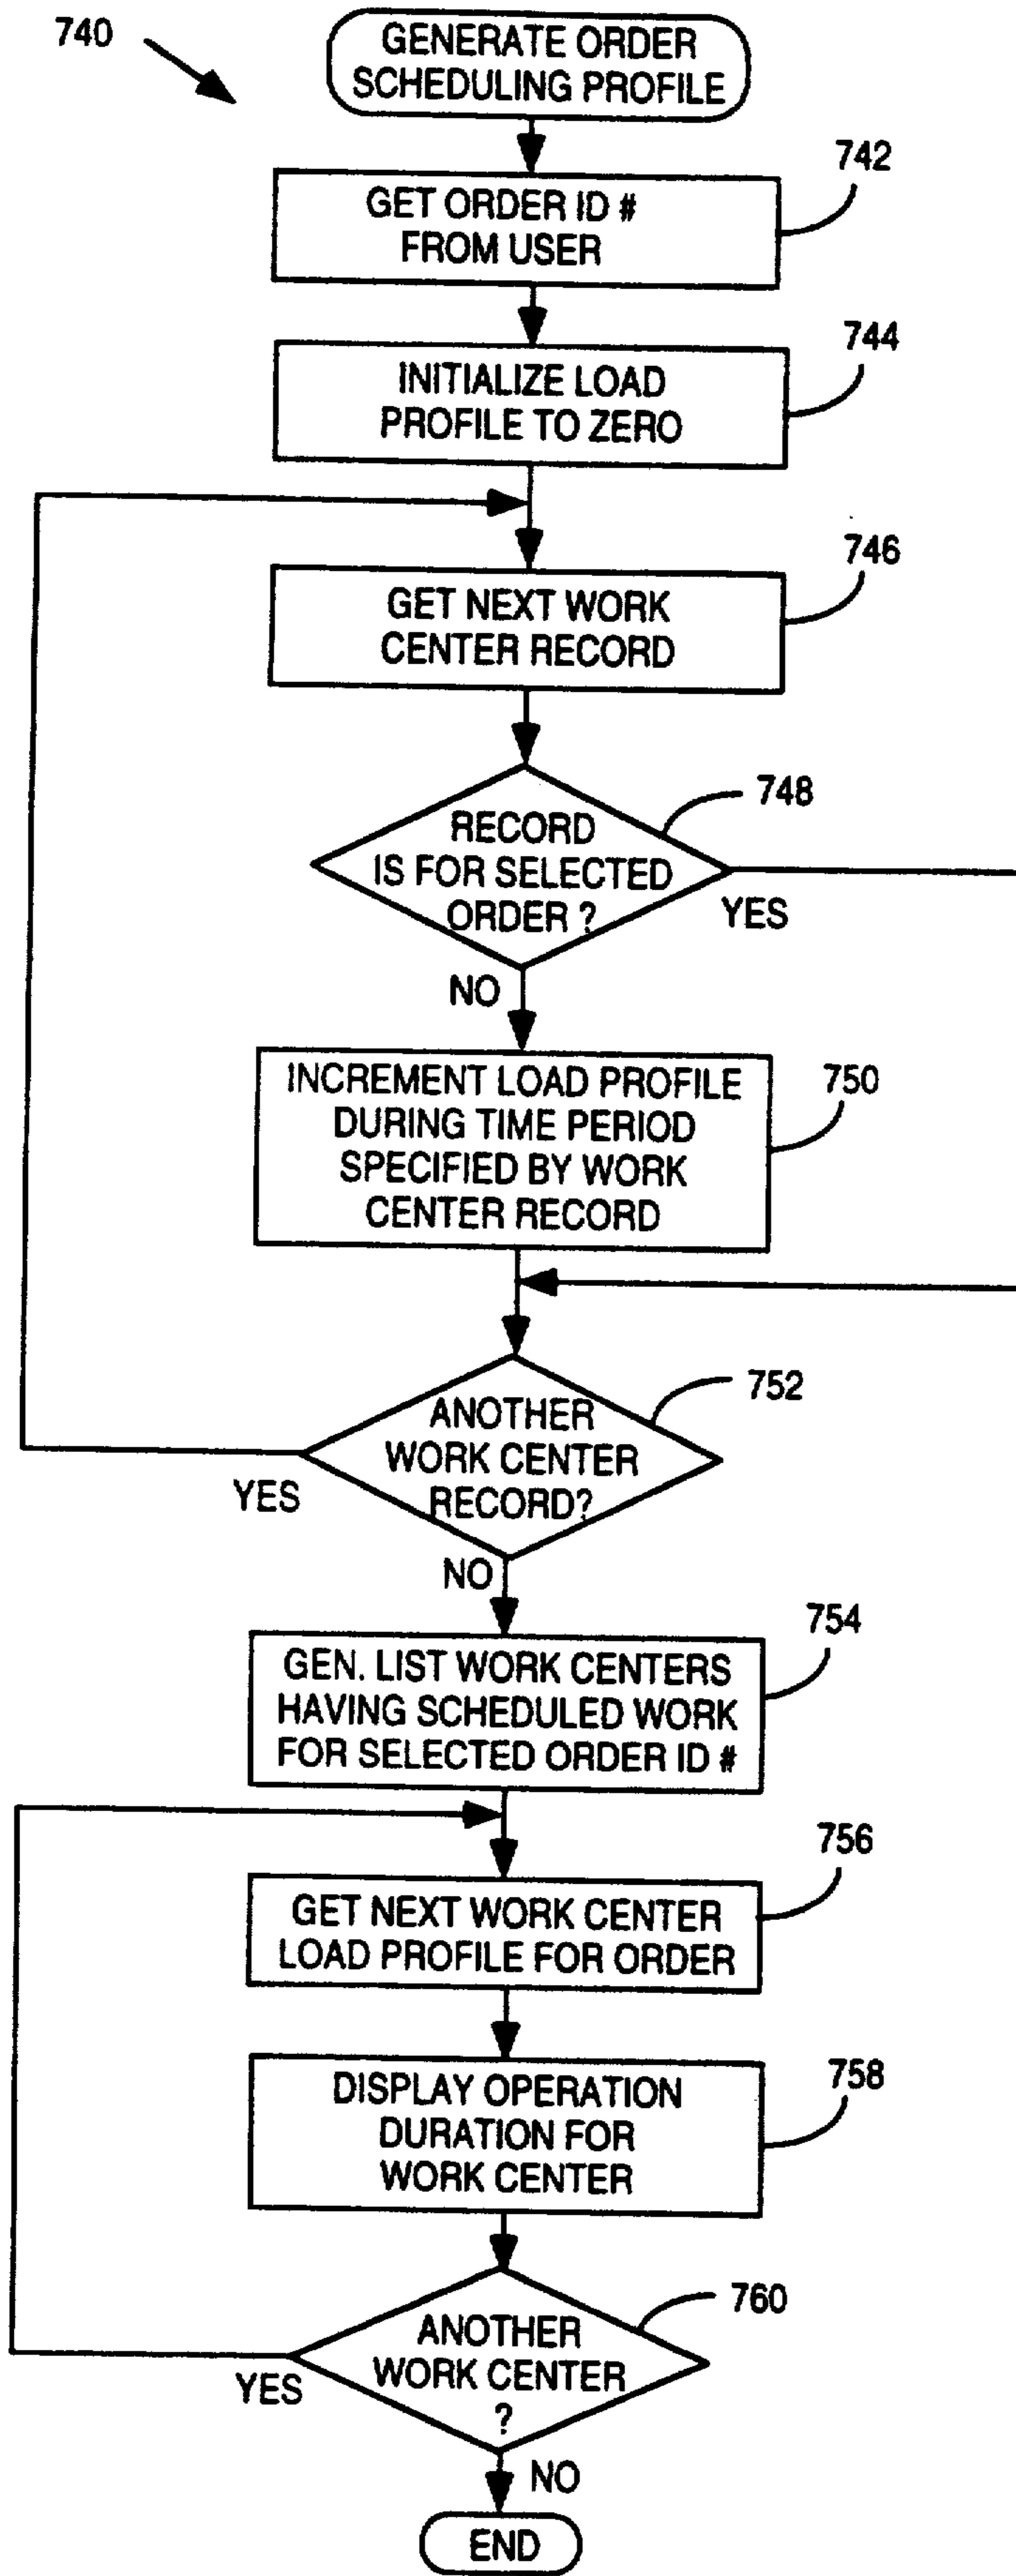 740
GENERATE ORDER
SCHEDULING PROFILE
742
GET ORDER ID #
FROM USER
744
INITIALIZE LOAD
PROFILE TO ZERO
746
GET NEXT WORK
CENTER RECORD
748
RECORD
IS FOR SELECTED
ORDER ?
YES
NO
750
INCREMENT LOAD PROFILE
DURING TIME PERIOD
SPECIFIED BY WORK
CENTER RECORD
752
ANOTHER
WORK CENTER
RECORD?
YES
NO
754
GEN. LIST WORK CENTERS
HAVING SCHEDULED WORK
FOR SELECTED ORDER ID #
756
GET NEXT WORK CENTER
LOAD PROFILE FOR ORDER
758
DISPLAY OPERATION
DURATION FOR
WORK CENTER
760
ANOTHER
WORK CENTER
?
YES
NO
END